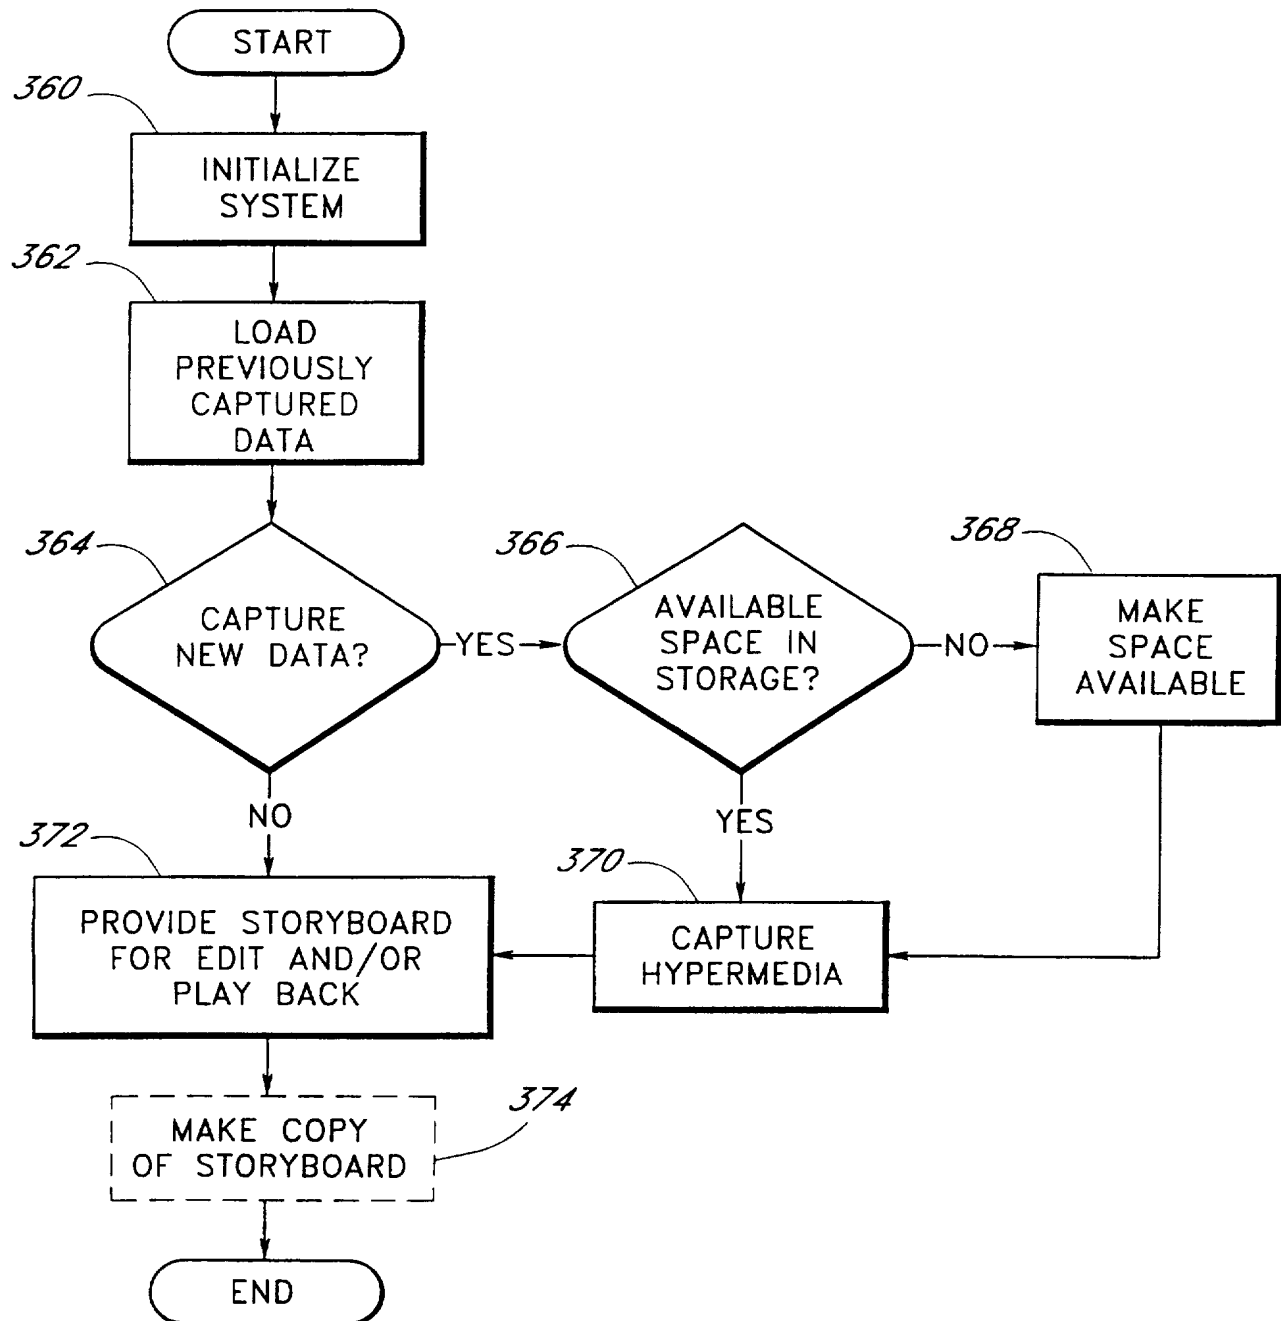 START
360
INITIALIZE
SYSTEM
362
LOAD
PREVIOUSLY
CAPTURED
DATA
364
CAPTURE
NEW DATA?
YES
366
AVAILABLE
SPACE IN
STORAGE?
NO
368
MAKE
SPACE
AVAILABLE
NO
YES
372
PROVIDE STORYBOARD
FOR EDIT AND/OR
PLAY BACK
370
CAPTURE
HYPERMEDIA
374
MAKE COPY
OF STORYBOARD
END